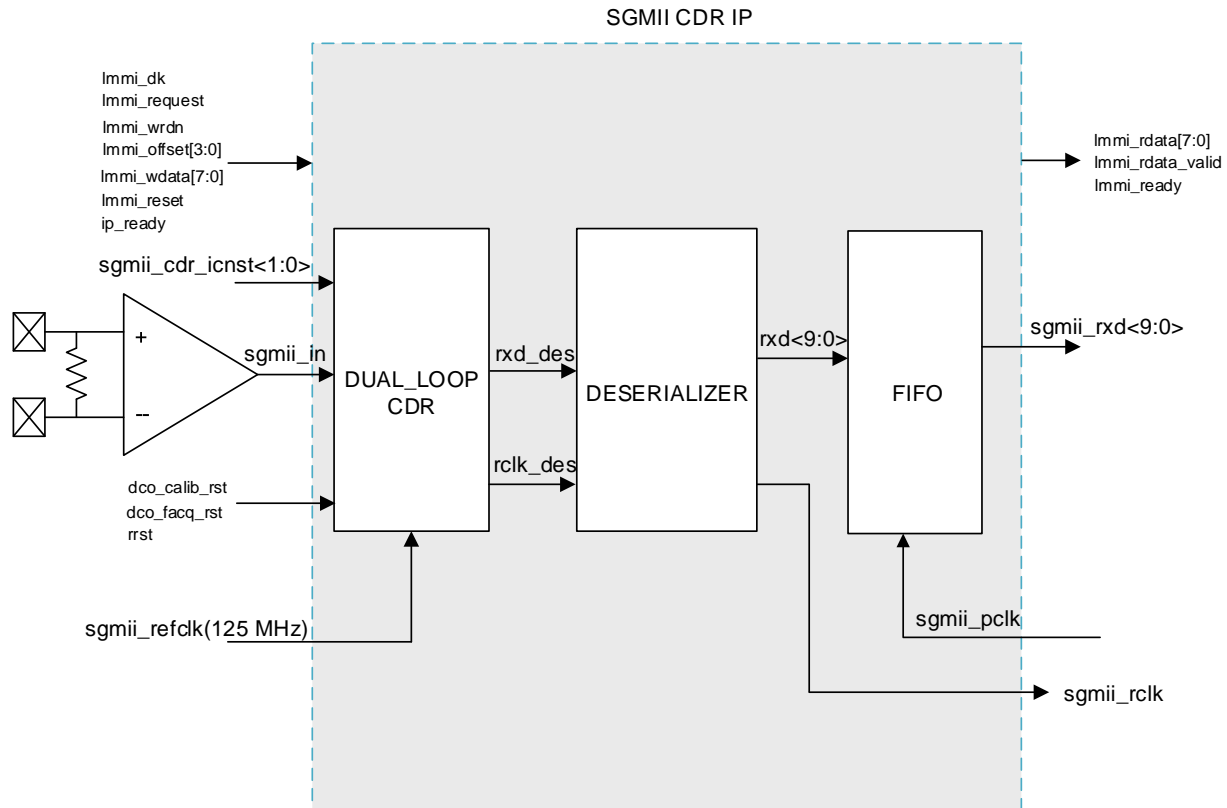 SGMII CDR IP
lmmi_clk
lmmi_request
lmmi_wrdn
lmmi_offset[3:0]
lmmi_wdata[7:0]
lmmi_reset
ip_ready
lmmi_rdata[7:0]
lmmi_rdata_valid
lmmi_ready
sgmii_cdr_icnst<1:0>
+
--
sgmii_in
DUAL_LOOP
CDR
rxd_des
rclk_des
DESERIALIZER
rxd<9:0>
FIFO
sgmii_rxd<9:0>
dco_calib_rst
dco_facq_rst
rrst
sgmii_refclk(125 MHz)
sgmii_pclk
sgmii_rclk